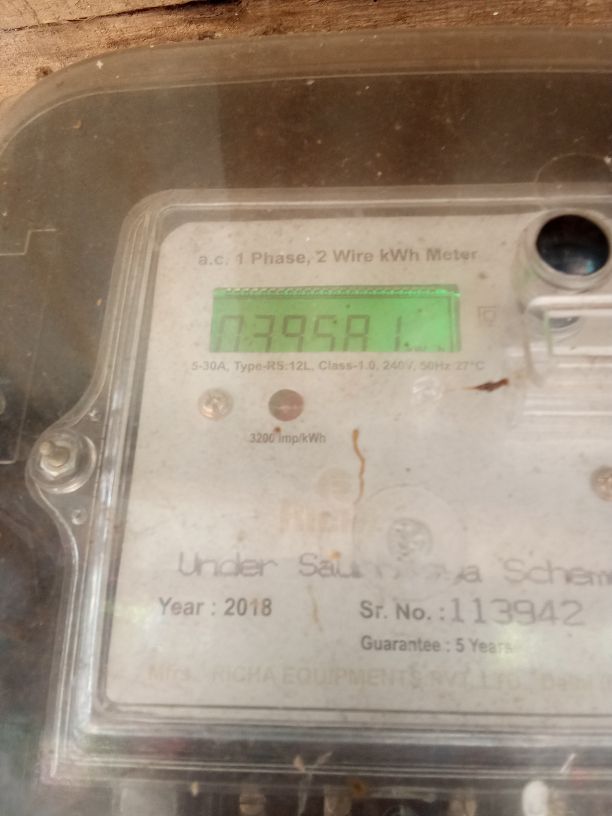 a.c. 1 Phase, 2 Wire kWh Meter
039581
5-30A, Type-RS:12L, Class-1.0, 240V, 50Hz 27°C
3200 imp/kWh
Under
Year : 2018 Sr. No. : 113942
Guarantee : 5 Years
Mfrs. RICHA EQUIPMENTS PVT. LTD.